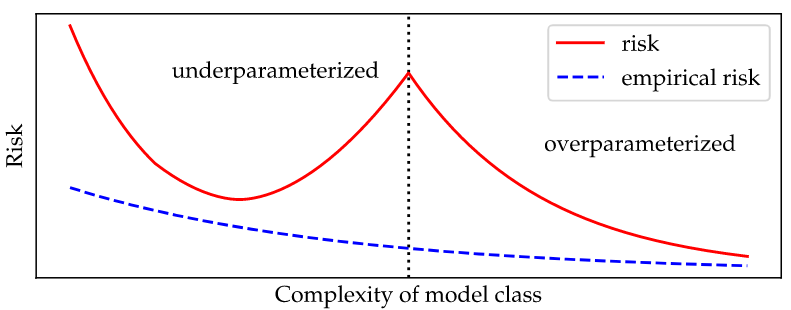 underparameterized
risk
empirical risk
overparameterized
Risk
Complexity of model class